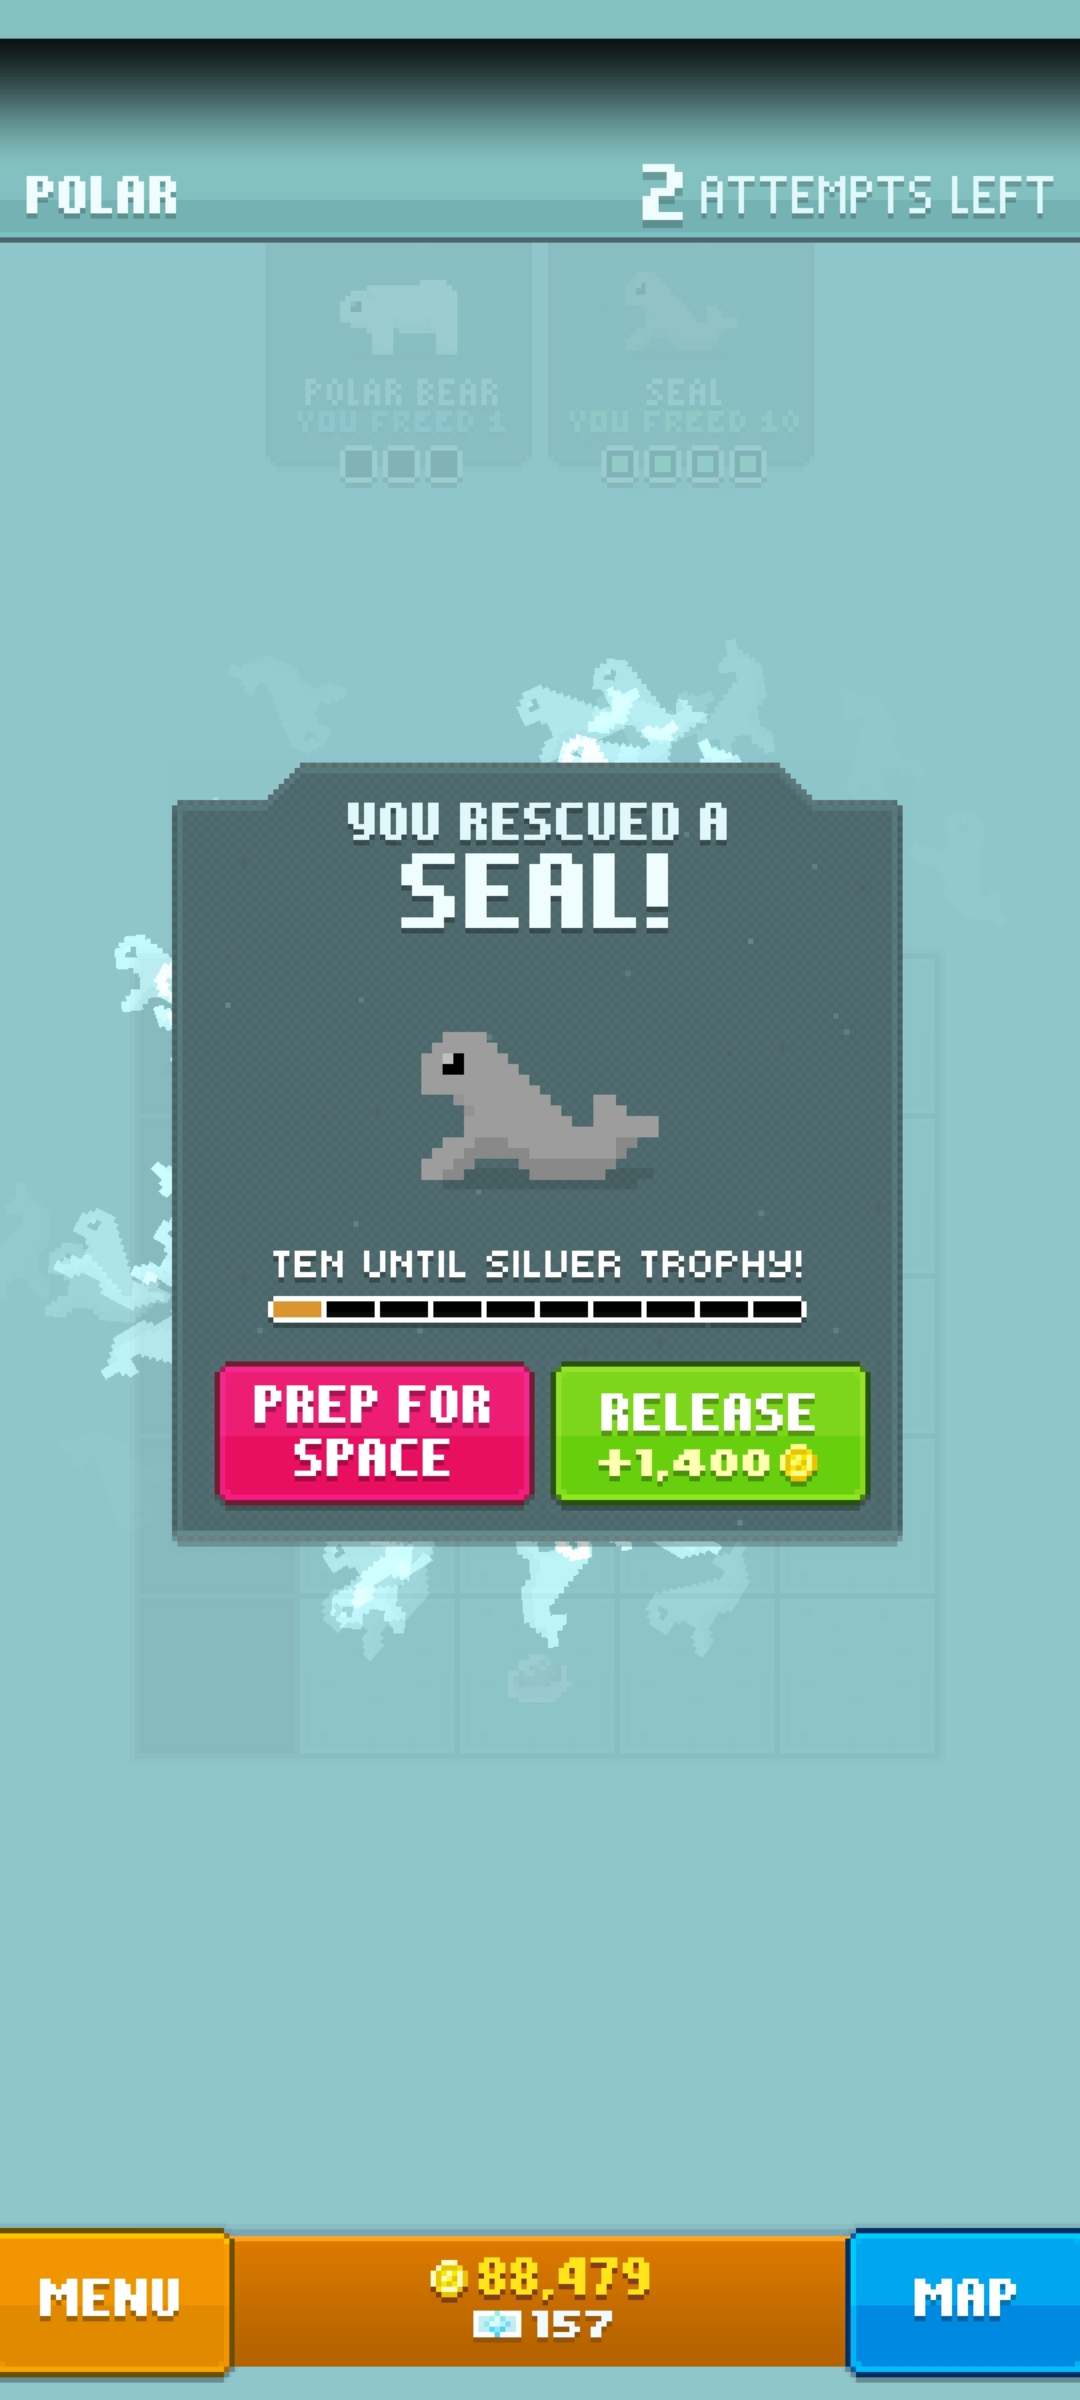 POLAR
2 ATTEMPTS LEFT
POLAR BEAR
YOU FREED 1
SEAL
YOU FREED 10
YOU RESCUED A
SEAL!
TEN UNTIL SILVER TROPHY!
PREP FOR
SPACE
RELEASE
+1,400
MENU
88,479
157
MAP